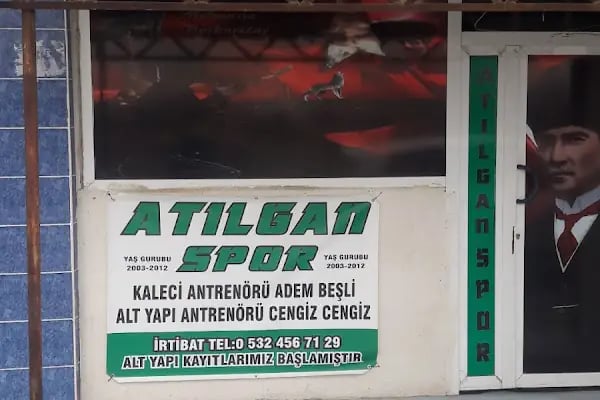 ATILGAN
SPOR
YAŞ GURUBU
2003-2012
YAŞ GURUBU
2003-2012
KALECİ ANTRENÖRÜ ADEM BEŞLİ
ALT YAPI ANTRENÖRÜ CENGİZ CENGİZ
İRTİBAT TEL:0 532 456 71 29
ALT YAPI KAYITLARIMIZ BAŞLAMIŞTIR
ATILGANSPOR